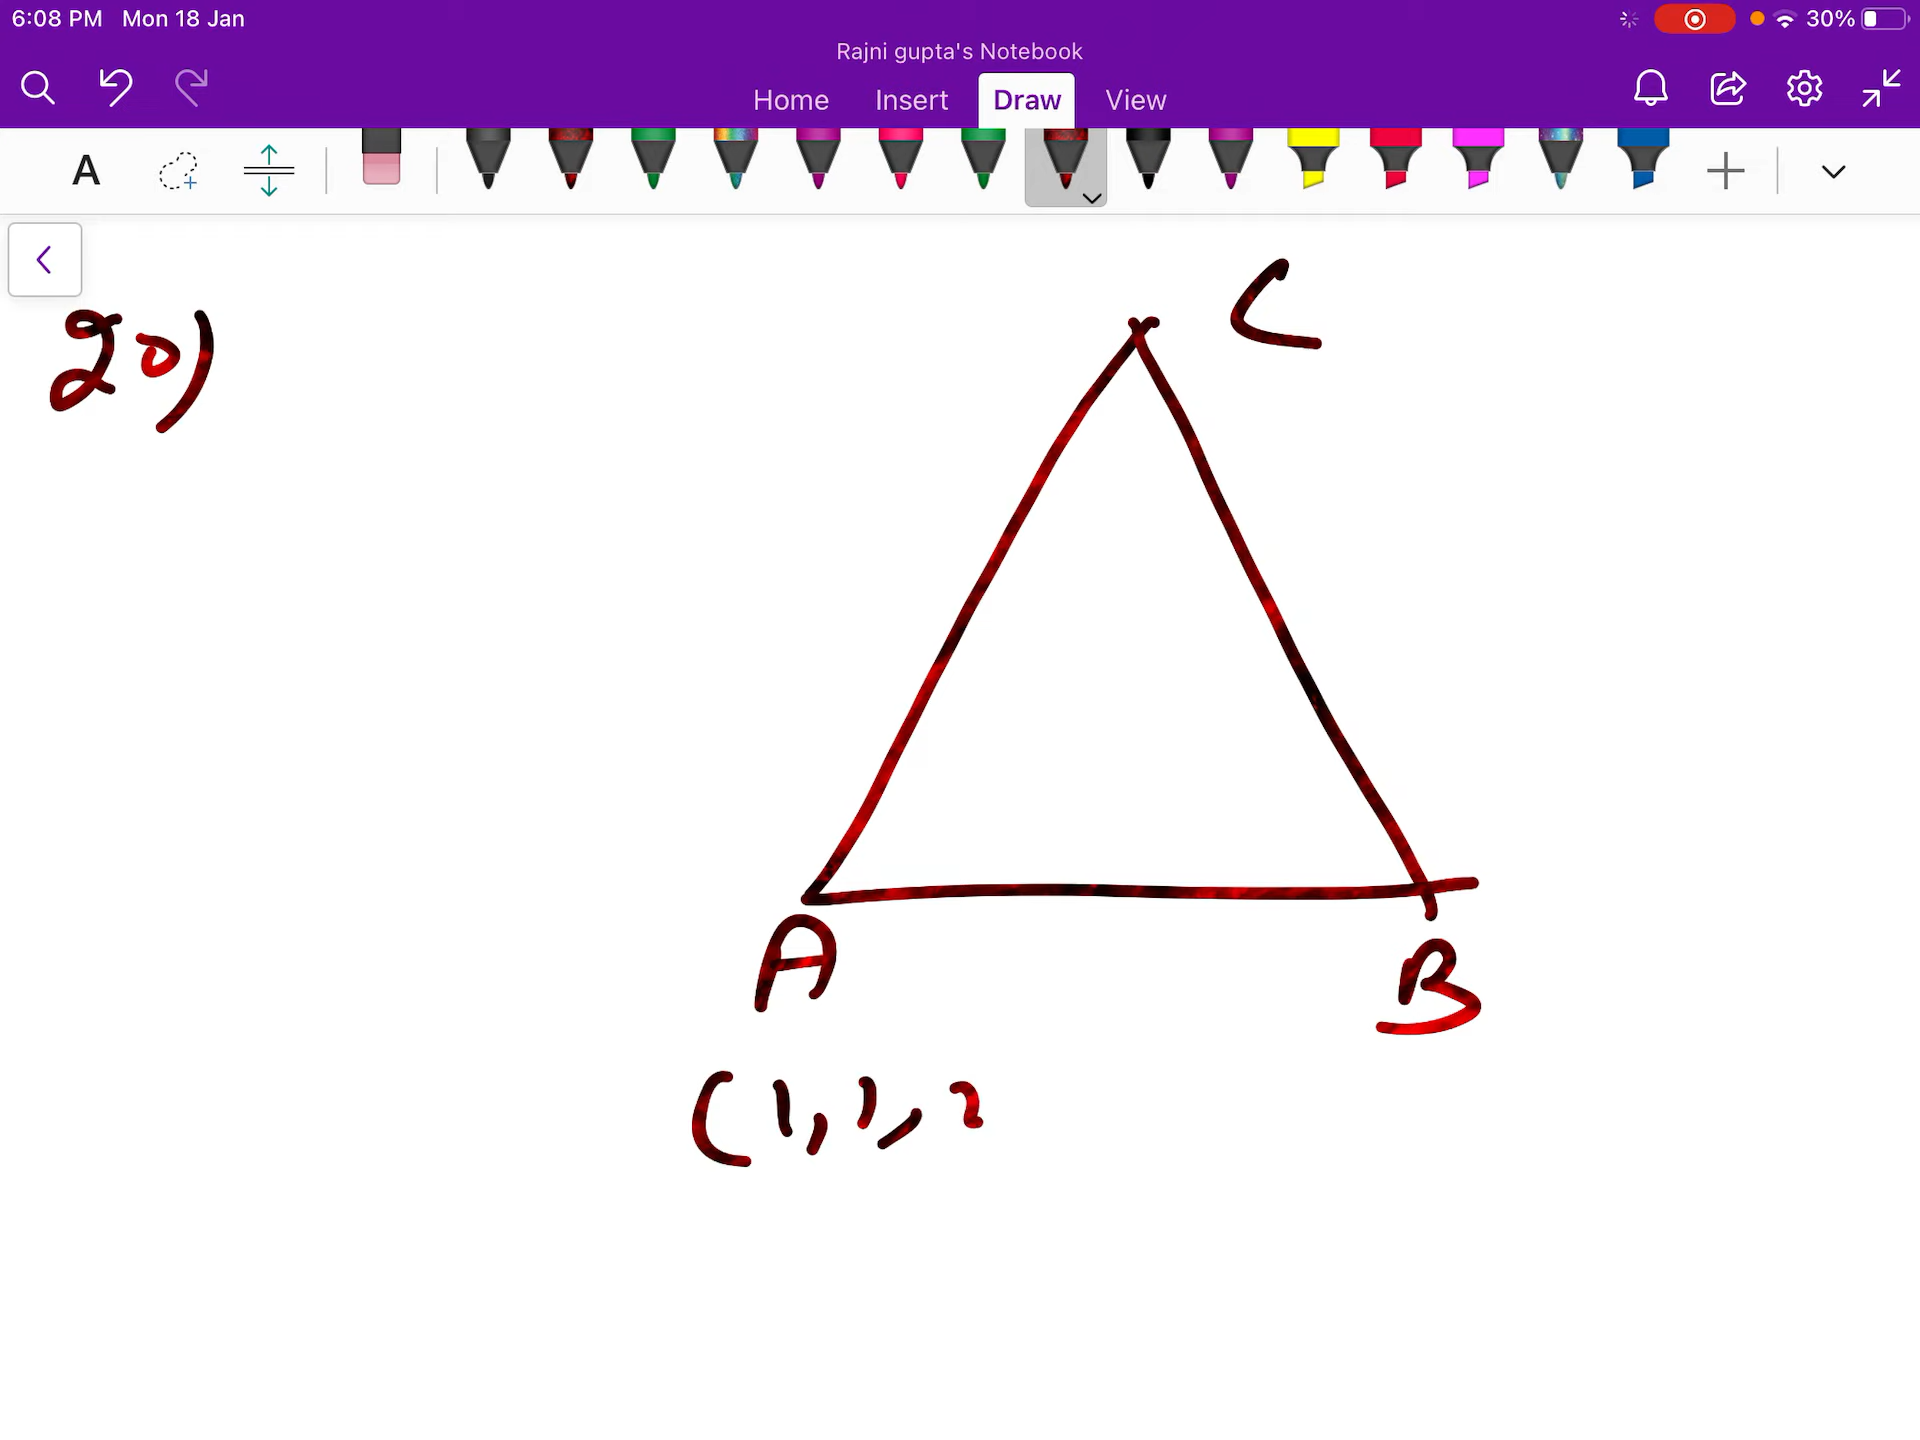 6:08 PM Mon 18 Jan
30%
Rajni gupta's Notebook
Home Insert Draw View
A
20)
C
A
B
(1,1,2